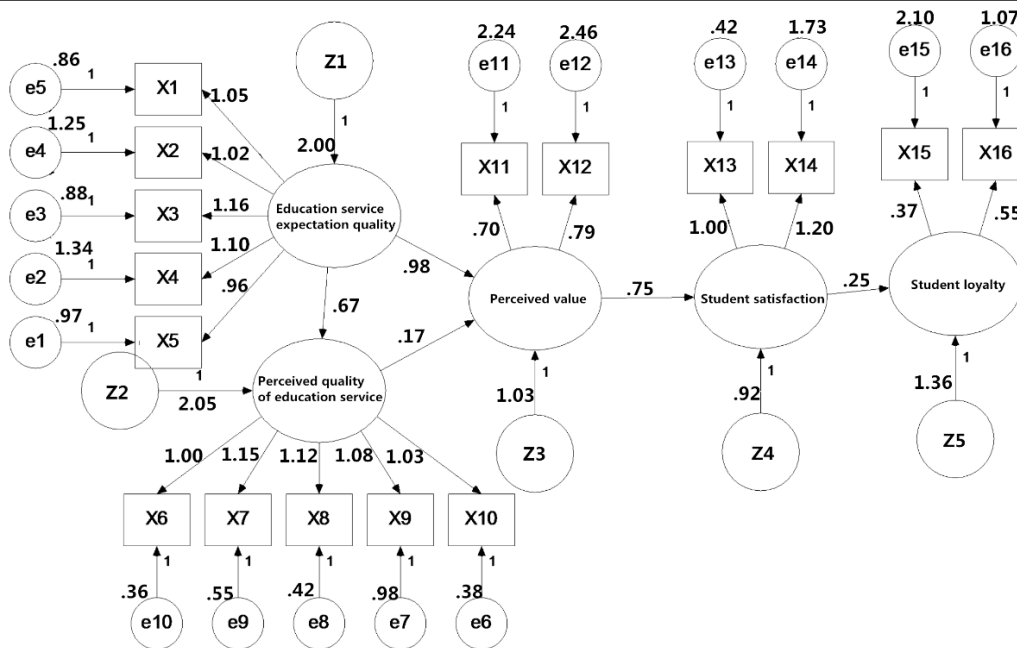 2.24
2.46
.42
1.73
2.10
1.07
e11
e12
e13
e14
e15
e16
1
1
1
1
1
1
X11
X12
X13
X14
X15
X16
.70
.79
1.00
1.20
.37
.55
Z1
1
2.00
.86
e5
1
X1
1.05
1.25
e4
1
X2
1.02
.88
e3
1
X3
1.16
1.34
e2
1
X4
1.10
.97
e1
1
X5
.96
Education service
expectation quality
.98
.67
.17
Perceived value
.75
Student satisfaction
.25
Student loyalty
Z2
1
2.05
Perceived quality
of education service
1
1.03
Z3
1
.92
Z4
1
1.36
Z5
1.00
1.15
1.12
1.08
1.03
X6
X7
X8
X9
X10
1
1
1
1
1
.36
.55
.42
.98
.38
e10
e9
e8
e7
e6